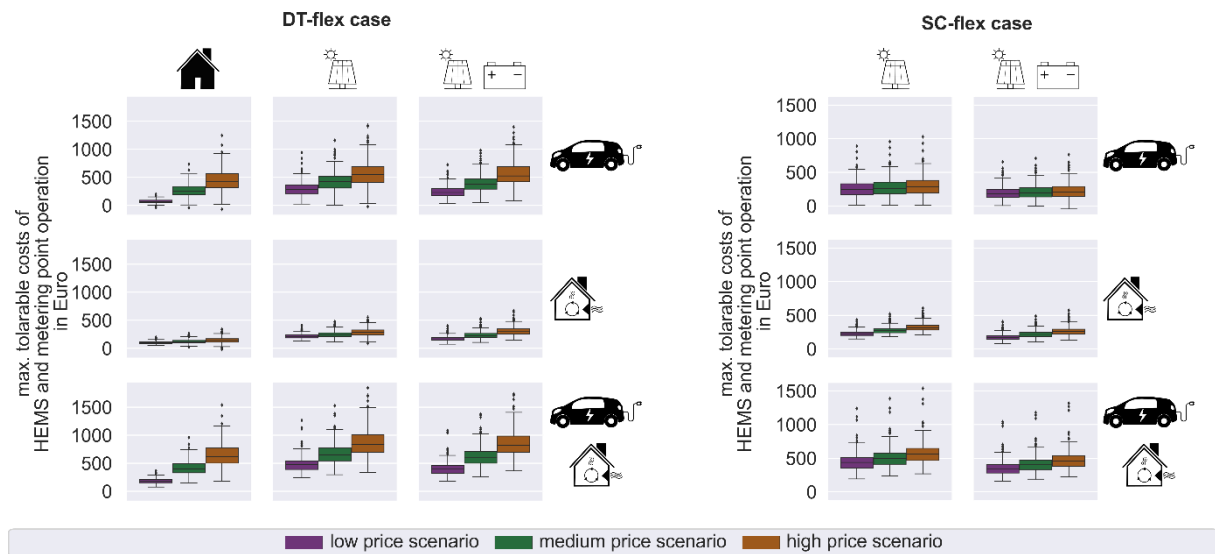 DT-flex case
SC-flex case
max. tolarable costs of
HEMS and metering point operation
in Euro
1500
1000
500
0
1500
1000
500
0
1500
1000
500
0
max. tolarable costs of
HEMS and metering point operation
in Euro
1500
1000
500
0
1500
1000
500
0
1500
1000
500
0
+ −
+ −
low price scenario medium price scenario high price scenario